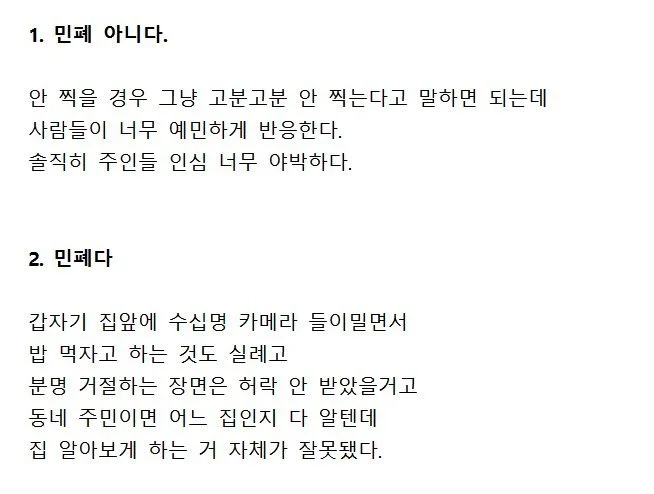 1. 민폐 아니다.
안 찍을 경우 그냥 고분고분 안 찍는다고 말하면 되는데
사람들이 너무 예민하게 반응한다.
솔직히 주인들 인심 너무 야박하다.
2. 민폐다
갑자기 집앞에 수십명 카메라 들이밀면서
밥 먹자고 하는 것도 실례고
분명 거절하는 장면은 허락 안 받았을거고
동네 주민이면 어느 집인지 다 알텐데
집 알아보게 하는 거 자체가 잘못됐다.